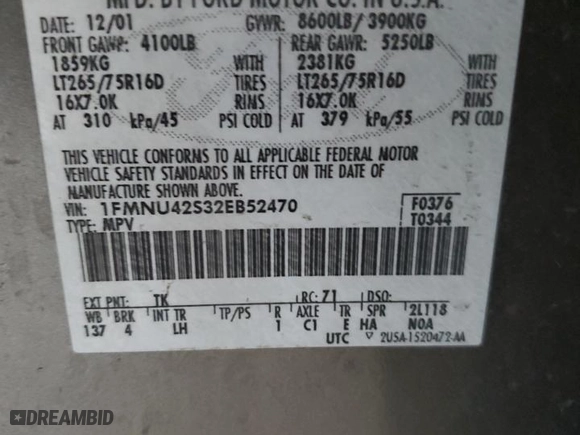 MFD. BY FORD MOTOR CO. IN U.S.A.
DATE: 12/01 GVWR: 8600LB/ 3900KG
FRONT GAWR: 4100LB REAR GAWR: 5250LB
1859KG WITH 2381KG WITH
LT265/75R16D TIRES LT265/75R16D TIRES
16X7.0K RIMS 16X7.0K RIMS
AT 310 kPa/45 PSI COLD AT 379 kPa/55 PSI COLD
THIS VEHICLE CONFORMS TO ALL APPLICABLE FEDERAL MOTOR
VEHICLE SAFETY STANDARDS IN EFFECT ON THE DATE OF
MANUFACTURE SHOWN ABOVE.
VIN: 1FMNU42S32EB52470 F0376
TYPE: MPV T0344
EXT PNT: TK RC: 71 DSO:
WB BRK INT TR TP/PS R AXLE TR SPR 2L118
137 4 LH 1 C1 E HA NOA
UTC ▽ 2USA-1520472-AA
DREAMBID